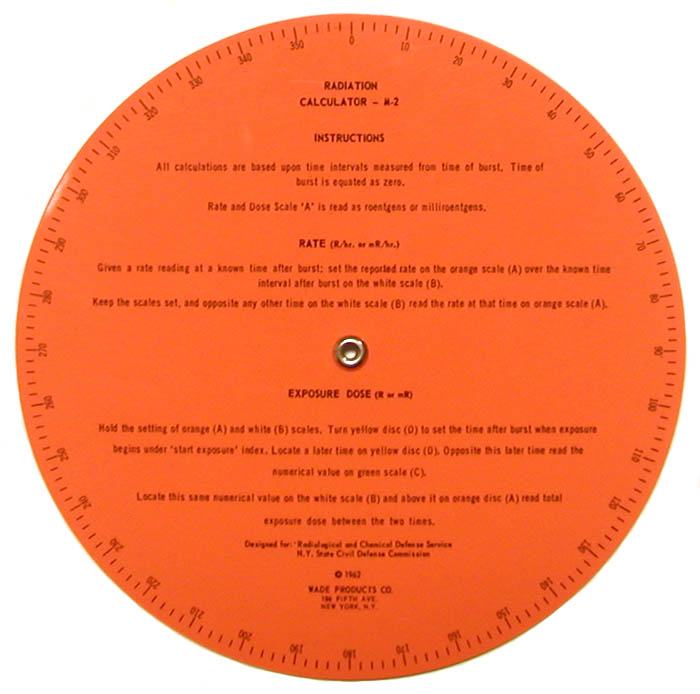 RADIATION
CALCULATOR – M-2
INSTRUCTIONS
All calculations are based upon time intervals measured from time of burst. Time of
burst is equated as zero.
Rate and Dose Scale 'A' is read as roentgens or milliroentgens.
RATE (R/hr. or mR/hr.)
Given a rate reading at a known time after burst: set the reported rate on the orange scale (A) over the known time
interval after burst on the white scale (B).
Keep the scales set, and opposite any other time on the white scale (B) read the rate at that time on orange scale (A).
EXPOSURE DOSE (R or mR)
Hold the setting of orange (A) and white (B) scales. Turn yellow disc (D) to set the time after burst when exposure
begins under 'start exposure' index. Locate a later time on yellow disc (D). Opposite this later time read the
numerical value on green scale (C).
Locate this same numerical value on the white scale (B) and above it on orange disc (A) read total
exposure dose between the two times.
Designed for: Radiological and Chemical Defense Service
N.Y. State Civil Defense Commission
© 1962
WADE PRODUCTS CO.
186 FIFTH AVE.
NEW YORK, N.Y.
0
10
20
30
40
50
60
70
80
90
100
110
120
130
140
150
160
170
180
190
200
210
220
230
240
250
260
270
280
290
300
310
320
330
340
350